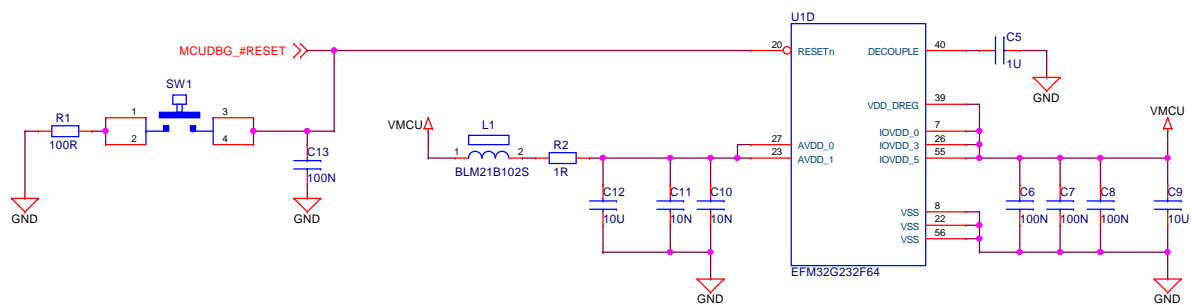 U1D
MCUDBG_#RESET
20
RESETn
DECOUPLE
40
C5
1U
GND
SW1
R1
100R
1
2
3
4
C13
100N
GND
GND
VMCU
L1
1
2
BLM21B102S
R2
1R
27
AVDD_0
23
AVDD_1
VDD_DREG
39
IOVDD_0
7
IOVDD_3
26
IOVDD_5
55
VMCU
C12
10U
C11
10N
C10
10N
GND
VSS
8
VSS
22
VSS
56
C6
100N
C7
100N
C8
100N
C9
10U
GND
EFM32G232F64